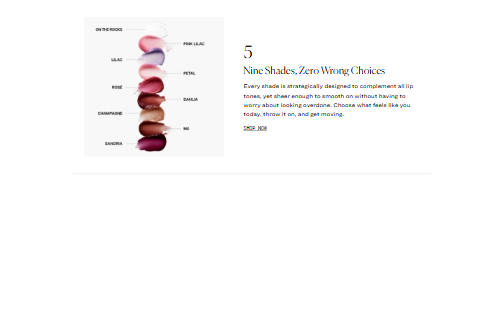 ON THE ROCKS
PINK LILAC
LILAC
PETAL
ROSÉ
DAHLIA
CHAMPAGNE
INK
SANGRIA
5
Nine Shades, Zero Wrong Choices
Every shade is strategically designed to complement all lip
tones, yet sheer enough to smooth on without having to
worry about looking overdone. Choose what feels like you
today, throw it on, and get moving.
SHOP NOW